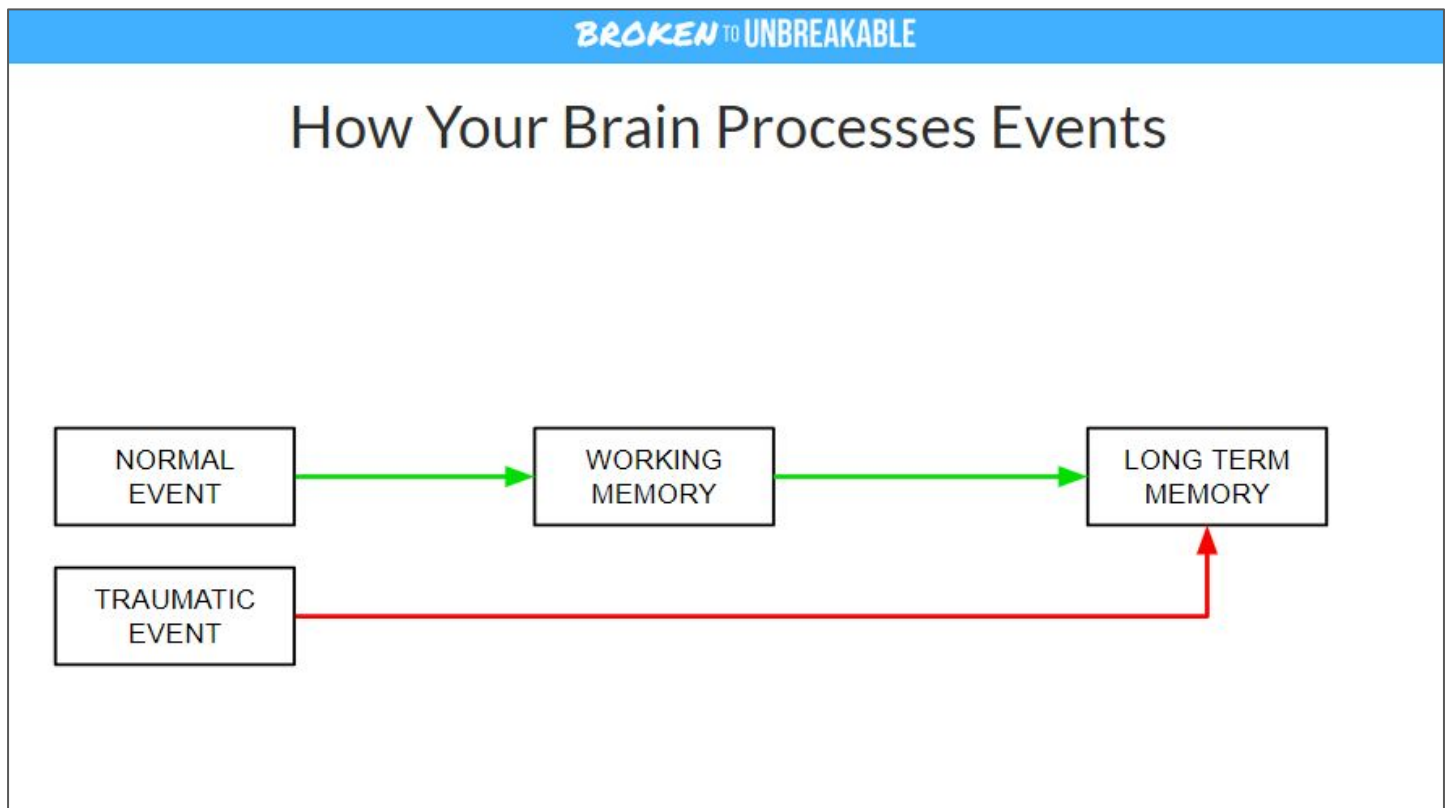 BROKEN TO UNBREAKABLE
How Your Brain Processes Events
NORMAL
EVENT
WORKING
MEMORY
LONG TERM
MEMORY
TRAUMATIC
EVENT